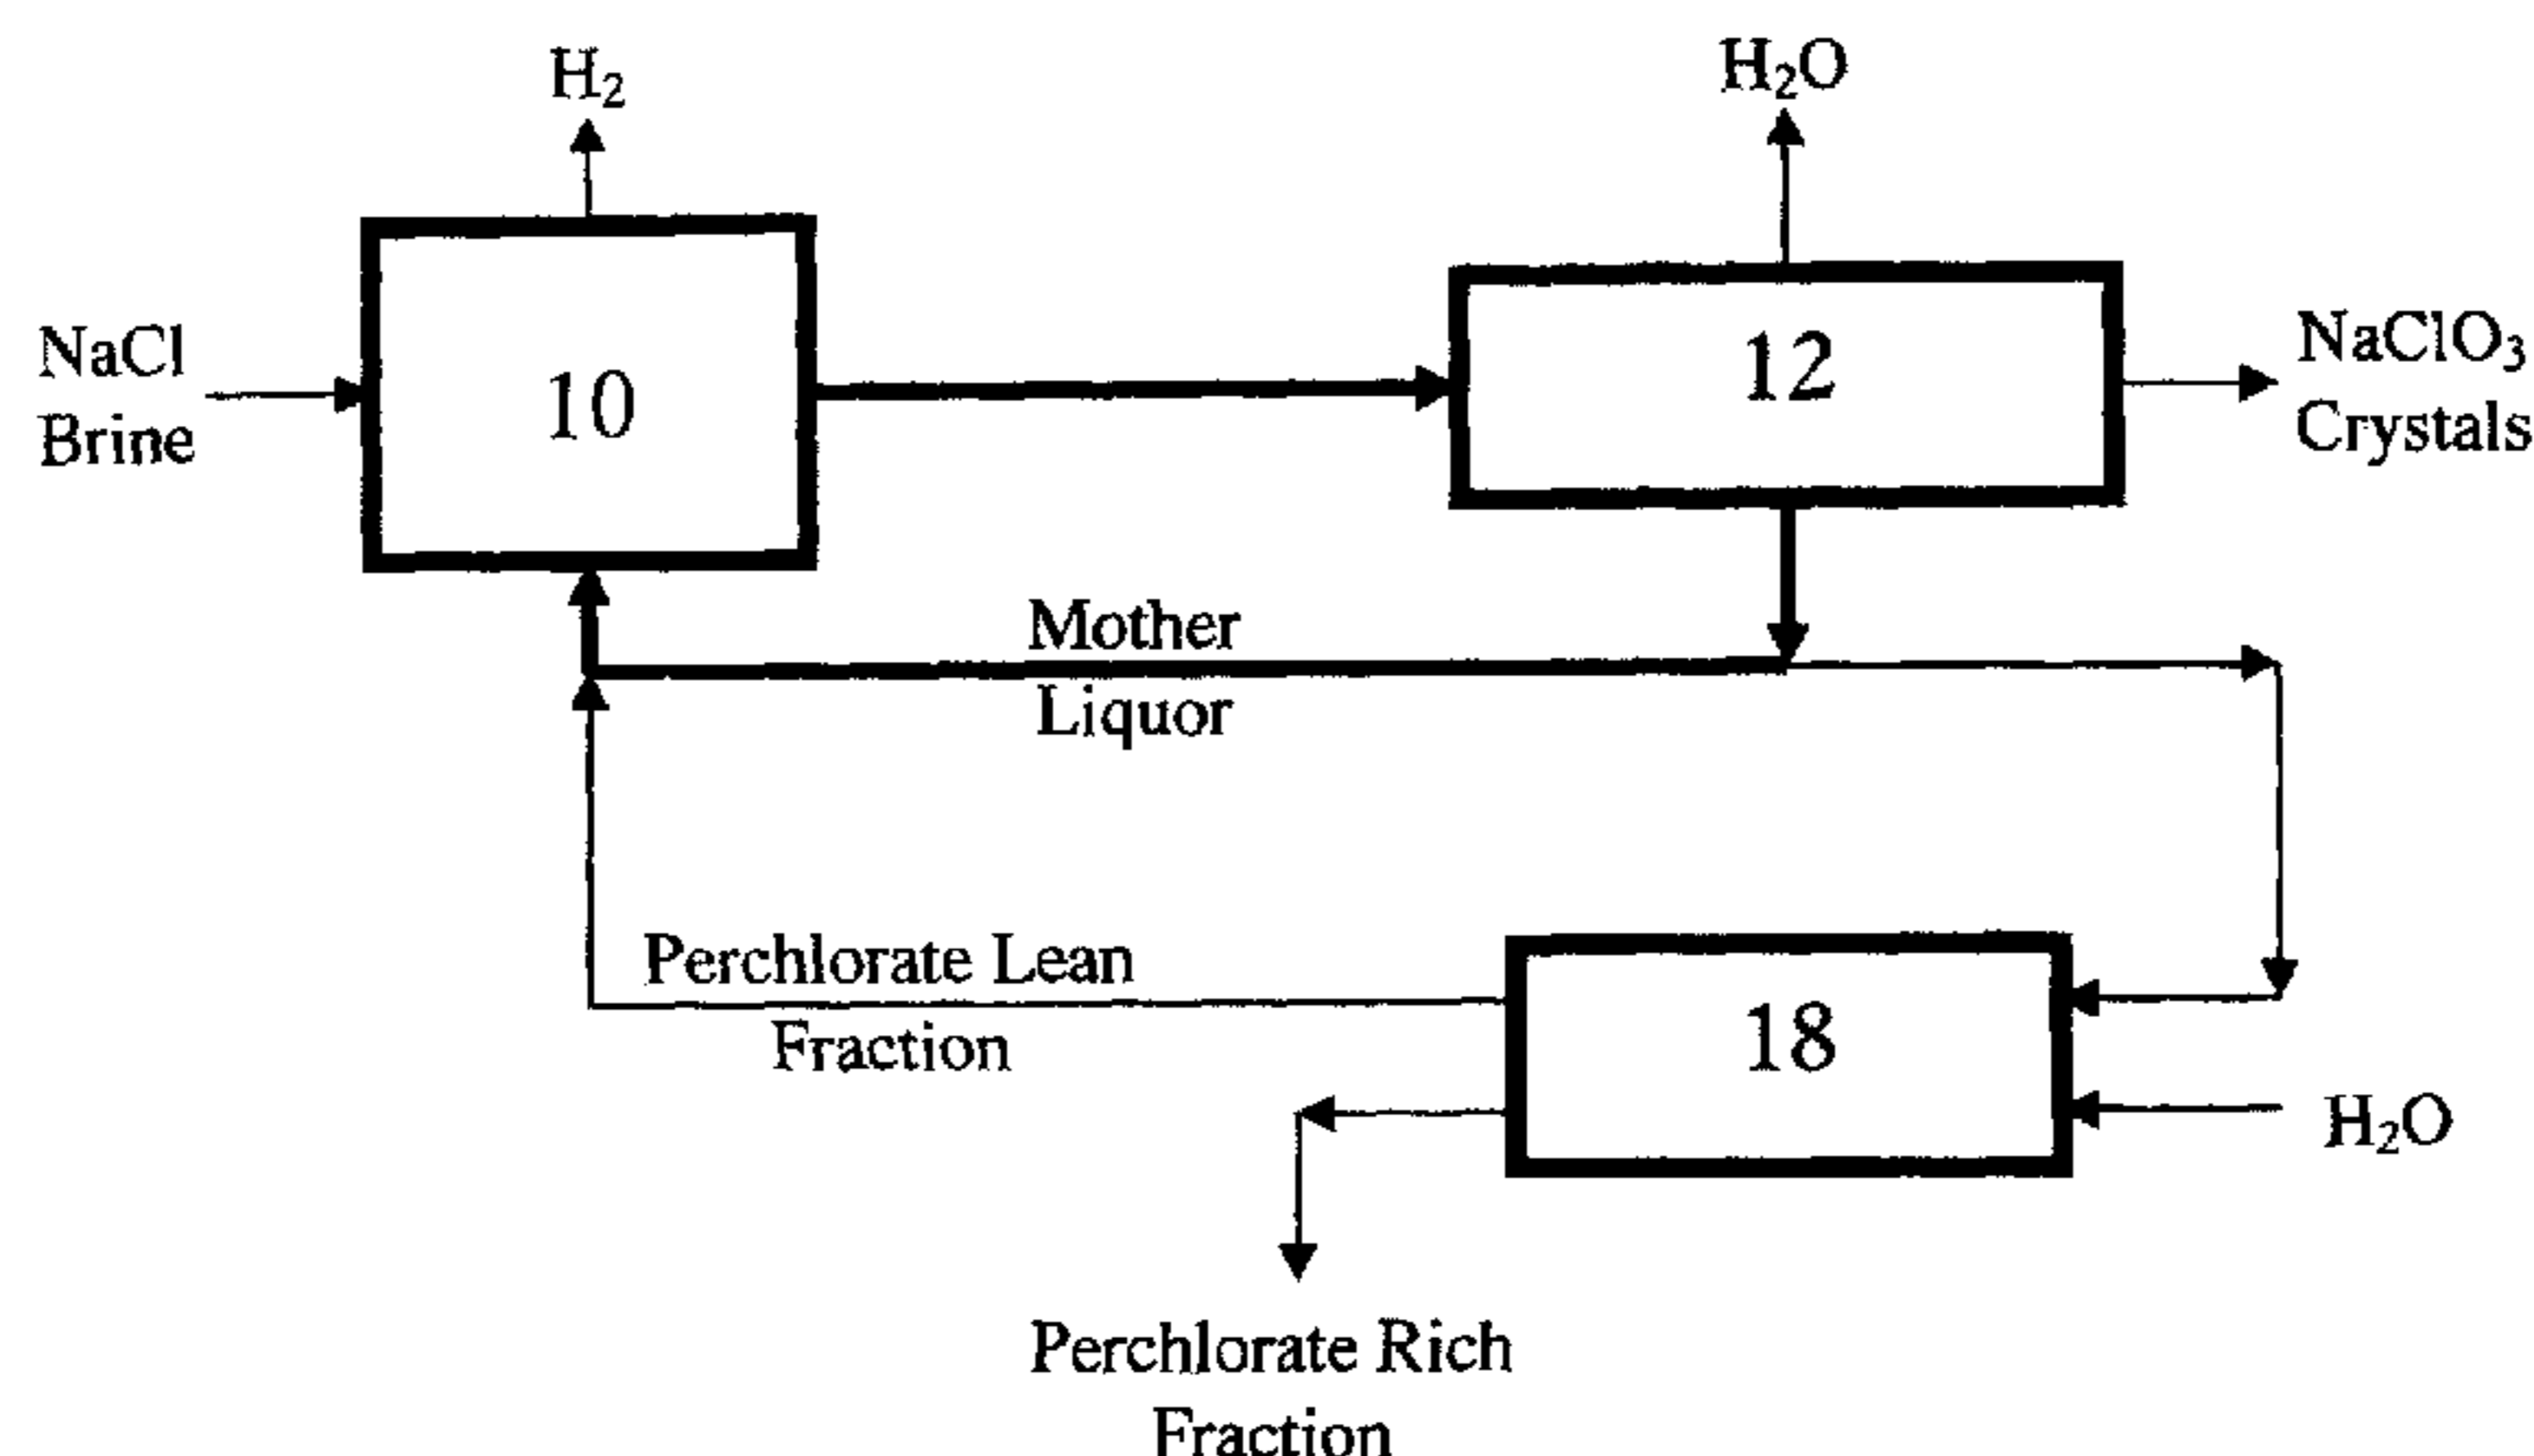 H₂
H₂O
NaCl
Brine
10
12
NaClO₃
Crystals
Mother
Liquor
Perchlorate Lean
Fraction
18
H₂O
Perchlorate Rich
Fraction